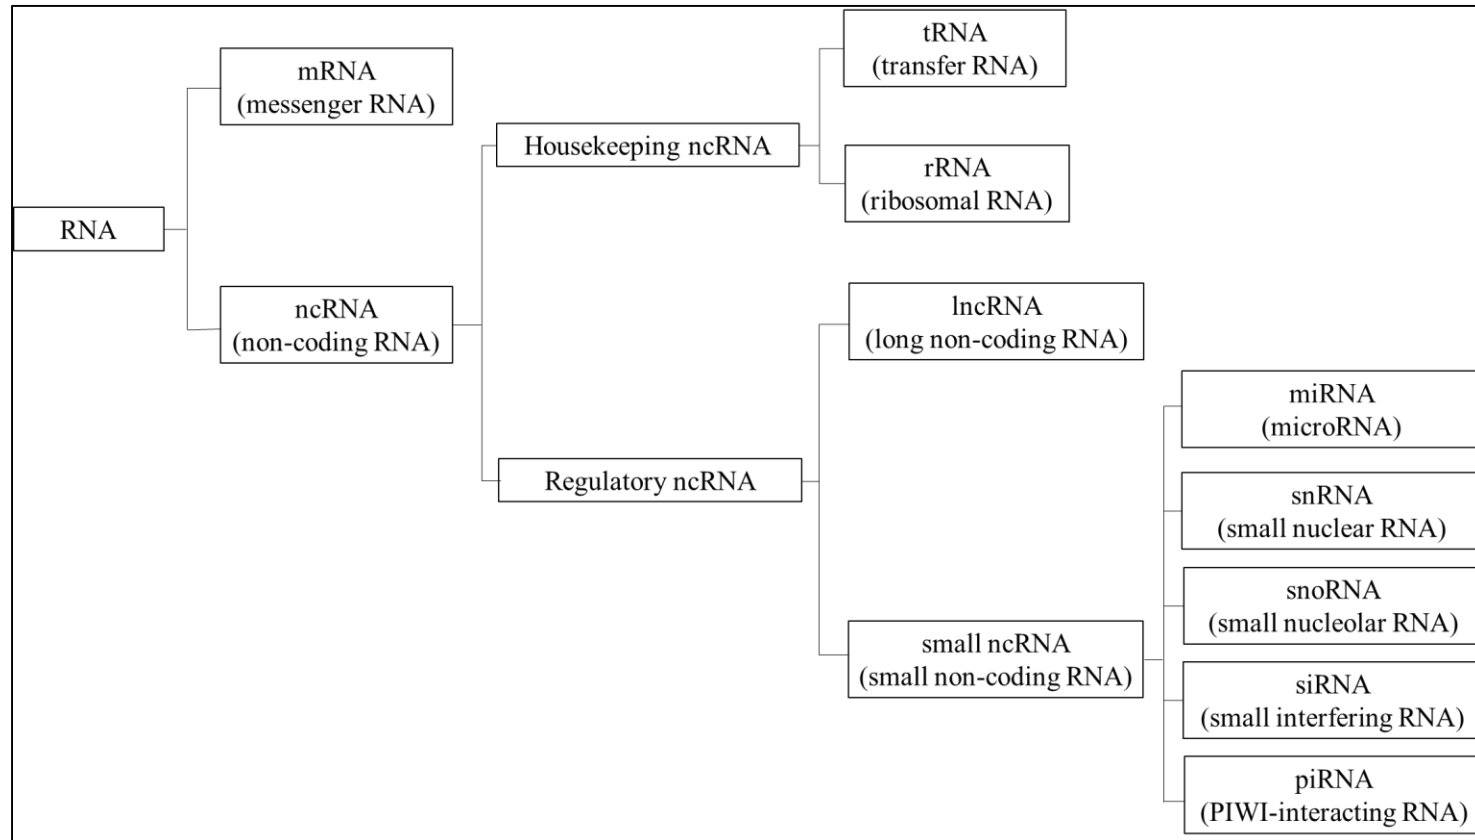 RNA
mRNA
(messenger RNA)
ncRNA
(non-coding RNA)
Housekeeping ncRNA
Regulatory ncRNA
tRNA
(transfer RNA)
rRNA
(ribosomal RNA)
lncRNA
(long non-coding RNA)
small ncRNA
(small non-coding RNA)
miRNA
(microRNA)
snRNA
(small nuclear RNA)
snoRNA
(small nucleolar RNA)
siRNA
(small interfering RNA)
piRNA
(PIWI-interacting RNA)